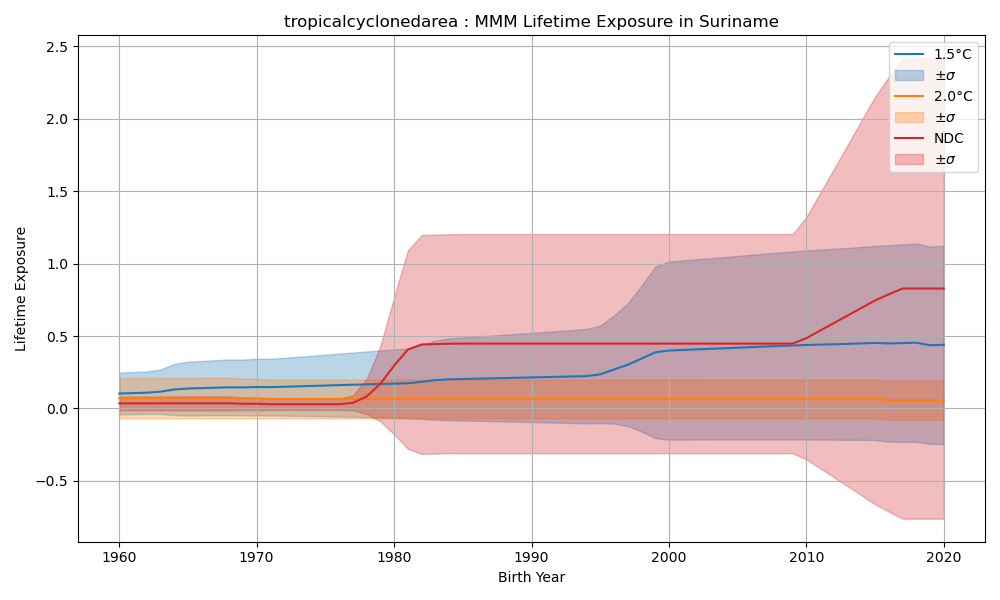 tropicalcyclonedarea : MMM Lifetime Exposure in Suriname
2.5
2.0
1.5
1.0
0.5
0.0
−0.5
Lifetime Exposure
1.5°C
±σ
2.0°C
±σ
NDC
±σ
1960 1970 1980 1990 2000 2010 2020
Birth Year